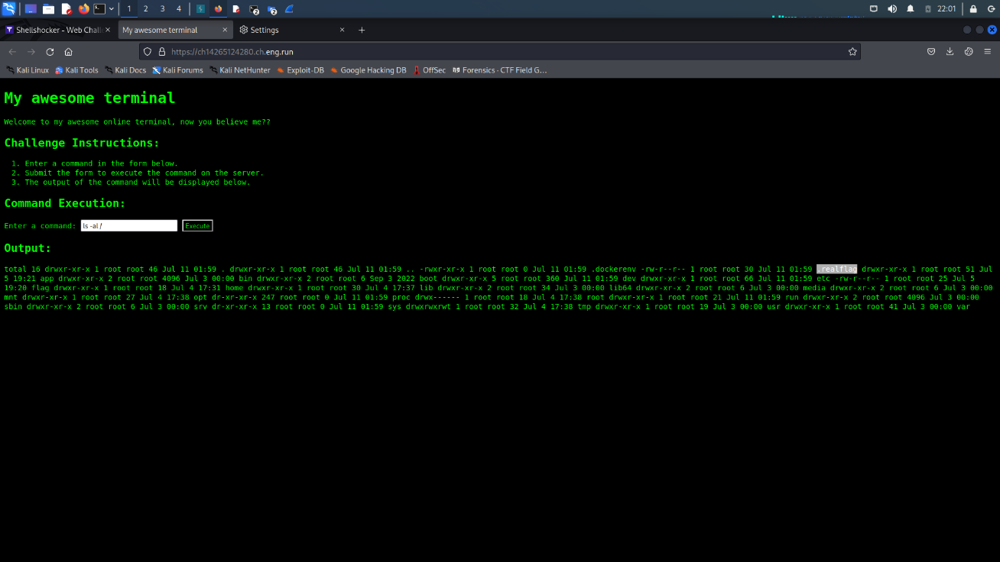 1 2 3 4 2 2 22:01
Shellshocker - Web Chall My awesome terminal Settings
https://ch14265124280.ch.eng.run
Kali Linux Kali Tools Kali Docs Kali Forums Kali NetHunter Exploit-DB Google Hacking DB OffSec Forensics · CTF Field G…
My awesome terminal
Welcome to my awesome online terminal, now you believe me??
Challenge Instructions:
1. Enter a command in the form below.
2. Submit the form to execute the command on the server.
3. The output of the command will be displayed below.
Command Execution:
Enter a command: ls -al / Execute
Output:
total 16 drwxr-xr-x 1 root root 46 Jul 11 01:59 . drwxr-xr-x 1 root root 46 Jul 11 01:59 .. -rwxr-xr-x 1 root root 0 Jul 11 01:59 .dockerenv -rw-r--r-- 1 root root 30 Jul 11 01:59 .realflag drwxr-xr-x 1 root root 51 Jul
5 19:21 app drwxr-xr-x 2 root root 4096 Jul 3 00:00 bin drwxr-xr-x 2 root root 6 Sep 3 2022 boot drwxr-xr-x 5 root root 360 Jul 11 01:59 dev drwxr-xr-x 1 root root 66 Jul 11 01:59 etc -rw-r--r-- 1 root root 25 Jul 5
19:20 flag drwxr-xr-x 1 root root 18 Jul 4 17:31 home drwxr-xr-x 1 root root 30 Jul 4 17:37 lib drwxr-xr-x 2 root root 34 Jul 3 00:00 lib64 drwxr-xr-x 2 root root 6 Jul 3 00:00 media drwxr-xr-x 2 root root 6 Jul 3 00:00
mnt drwxr-xr-x 1 root root 27 Jul 4 17:38 opt dr-xr-xr-x 247 root root 0 Jul 11 01:59 proc drwx------ 1 root root 18 Jul 4 17:38 root drwxr-xr-x 1 root root 21 Jul 11 01:59 run drwxr-xr-x 2 root root 4096 Jul 3 00:00
sbin drwxr-xr-x 2 root root 6 Jul 3 00:00 srv dr-xr-xr-x 13 root root 0 Jul 11 01:59 sys drwxrwxrwt 1 root root 32 Jul 4 17:38 tmp drwxr-xr-x 1 root root 19 Jul 3 00:00 usr drwxr-xr-x 1 root root 41 Jul 3 00:00 var